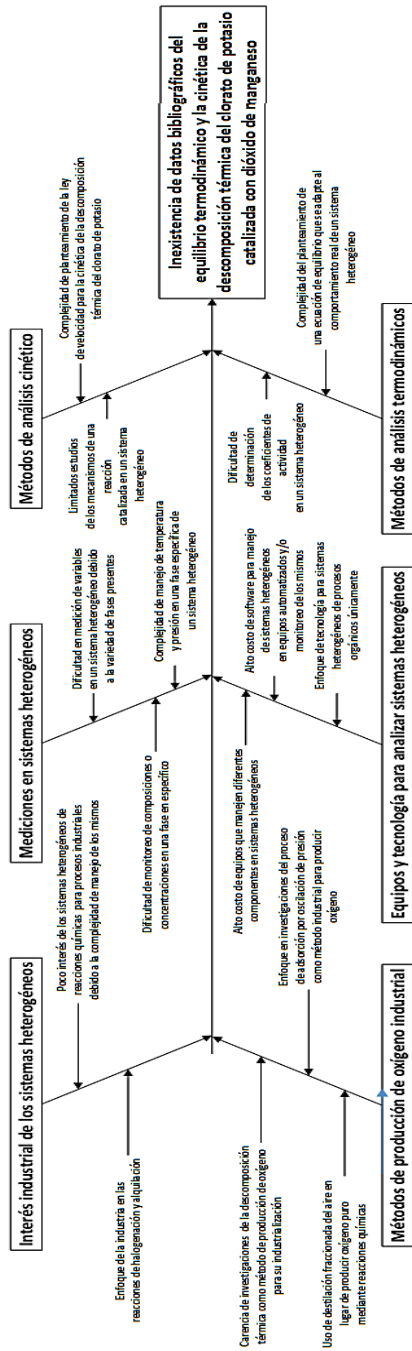 Interés industrial de los sistemas heterogéneos
Poco interés de los sistemas heterogéneos de
reacciones químicas para procesos industriales
debido a la complejidad de manejo de los mismos
Enfoque de la industria en las
reacciones de halogenación y alquilación
Mediciones en sistemas heterogéneos
Dificultad en medición de variables
en un sistema heterogéneo debido
a la variedad de fases presentes
Complejidad de manejo de temperatura
y presión en una fase específica de
un sistema heterogéneo
Dificultad de monitoreo de composiciones o
concentraciones en una fase en específico
Métodos de análisis cinético
Complejidad de planteamiento de la ley
de velocidad para la cinética de la descomposición
térmica del clorato de potasio
Limitados estudios
de los mecanismos de una
reacción
catalizada en un sistema
heterogéneo
Inexistencia de datos bibliográficos del
equilibrio termodinámico y la cinética de la
descomposición térmica del clorato de potasio
catalizada con dióxido de manganeso
Carencia de investigaciones de la descomposición
térmica como método de producción de oxígeno
para su industrialización
Enfoque en investigaciones del proceso
de adsorción por oscilación de presión
como método industrial para producir
oxígeno
Uso de destilación fraccionada del aire en
lugar de producir oxígeno puro
mediante reacciones químicas
Métodos de producción de oxígeno industrial
Alto costo de equipos que manejen diferentes
componentes en sistemas heterogéneos
Alto costo de software para manejo
de sistemas heterogéneos
en equipos automatizados y/o
monitoreo de los mismos
Enfoque de tecnología para sistemas
heterogéneos de procesos
orgánicos únicamente
Equipos y tecnología para analizar sistemas heterogéneos
Dificultad de
determinación
de los coeficientes de
actividad
en un sistema heterogéneo
Complejidad del planteamiento de
una ecuación de equilibrio que se adapte al
comportamiento real de un sistema
heterogéneo
Métodos de análisis termodinámicos